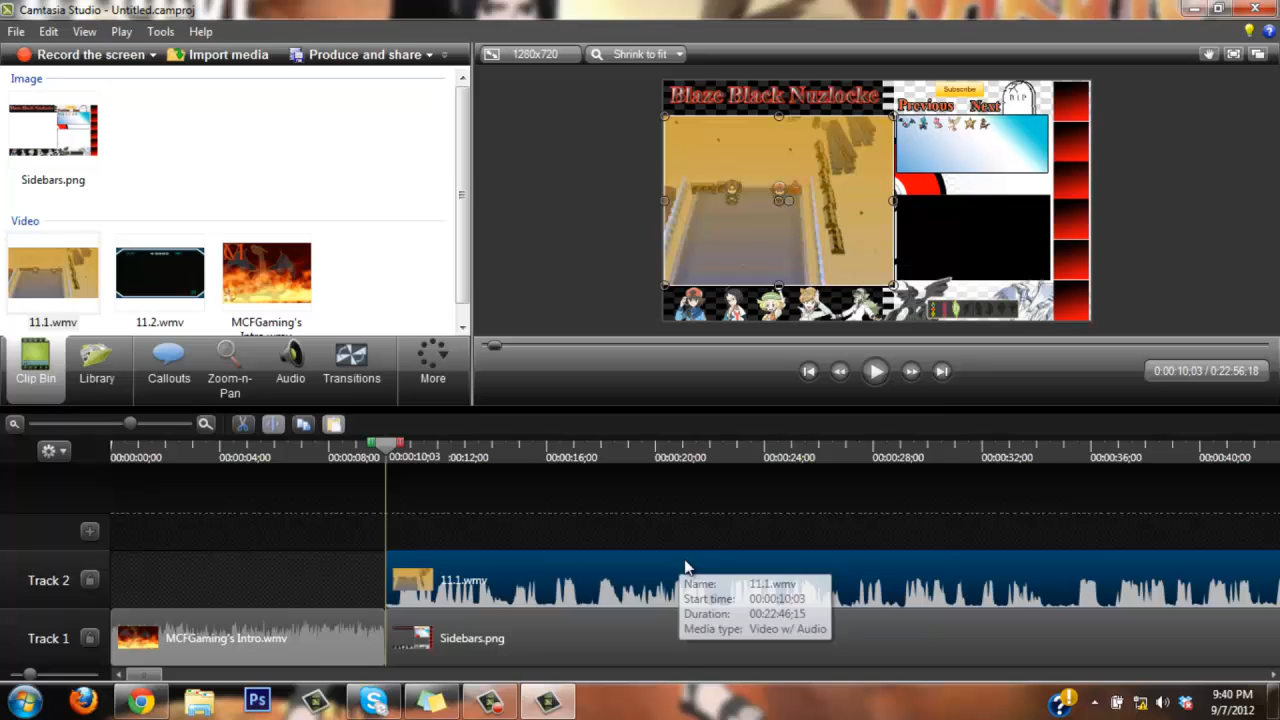 Camtasia Studio - Untitled.camproj
File Edit View Play Tools Help
Record the screen Import media Produce and share
1280x720 Shrink to fit
Image
Sidebars.png
Video
11.1.wmv 11.2.wmv MCFGaming's
Intro.wmv
Blaze Black Nuzlocke
Subscribe
Previous Next
R I P
Clip Bin Library Callouts Zoom-n-
Pan Audio Transitions More
0:00:10;03 / 0:22:56;18
00:00:00;00 00:00:04;00 00:00:08;00 00:00:10;03 :00:12;00 00:00:16;00 00:00:20;00 00:00:24;00 00:00:28;00 00:00:32;00 00:00:36;00 00:00:40;00
Track 2 11.1.wmv
Name: 11.1.wmv
Start time: 00:00:10;03
Duration: 00:22:46;15
Media type: Video w/ Audio
Track 1 MCFGaming's Intro.wmv Sidebars.png
Ps
9:40 PM
9/7/2012